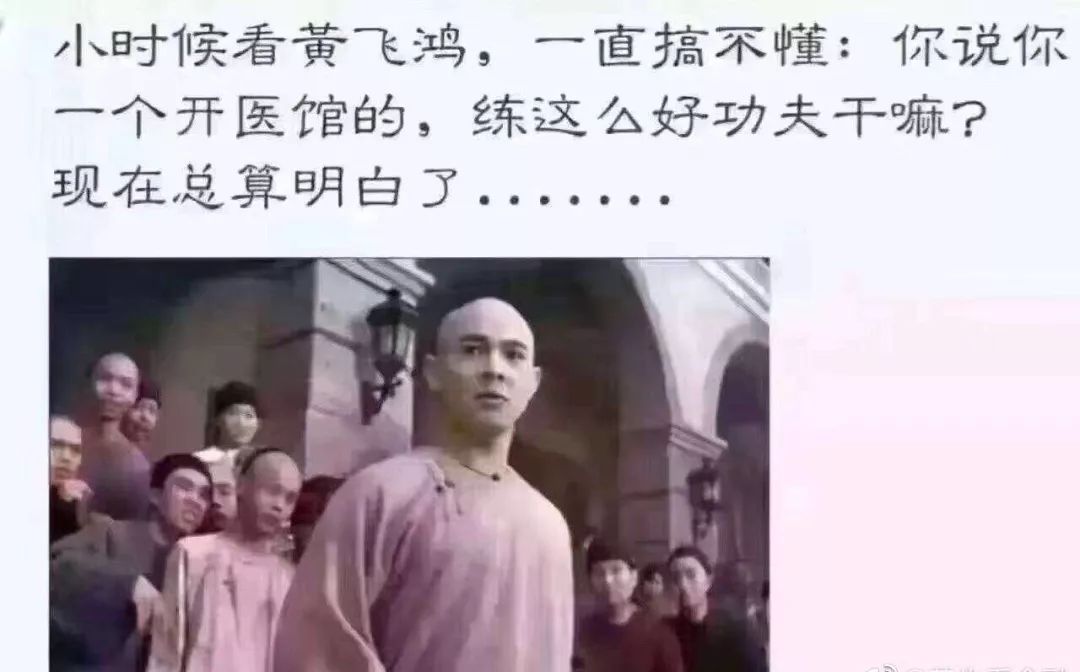 小时候看黄飞鸿，一直搞不懂：你说你
一个开医馆的，练这么好功夫干嘛？
现在总算明白了.......